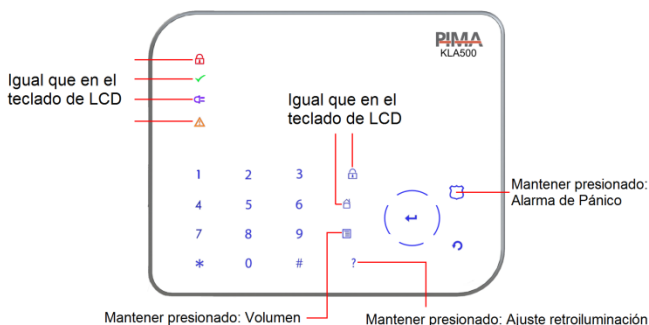 PIMA
KLA500
Igual que en el
teclado de LCD
Igual que en el
teclado de LCD
1 2 3
4 5 6
7 8 9
* 0 # ?
Mantener presionado:
Alarma de Pánico
Mantener presionado: Volumen
Mantener presionado: Ajuste retroiluminación